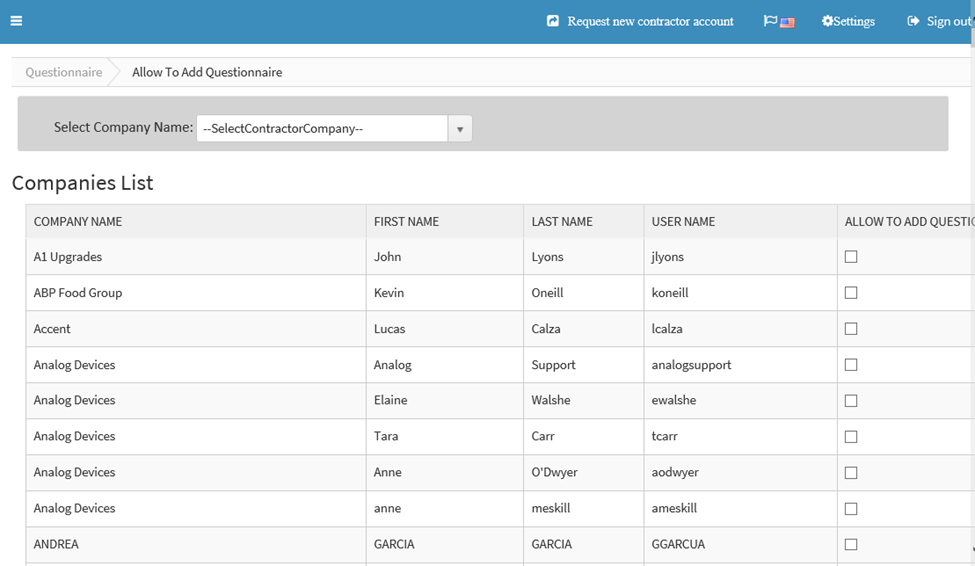 Request new contractor account Settings Sign out
Questionnaire Allow To Add Questionnaire
Select Company Name: --SelectContractorCompany--
Companies List
COMPANY NAME FIRST NAME LAST NAME USER NAME ALLOW TO ADD QUESTIO
A1 Upgrades John Lyons jlyons
ABP Food Group Kevin Oneill koneill
Accent Lucas Calza lcalza
Analog Devices Analog Support analogsupport
Analog Devices Elaine Walshe ewalshe
Analog Devices Tara Carr tcarr
Analog Devices Anne O'Dwyer aodwyer
Analog Devices anne meskill ameskill
ANDREA GARCIA GARCIA GGARCUA